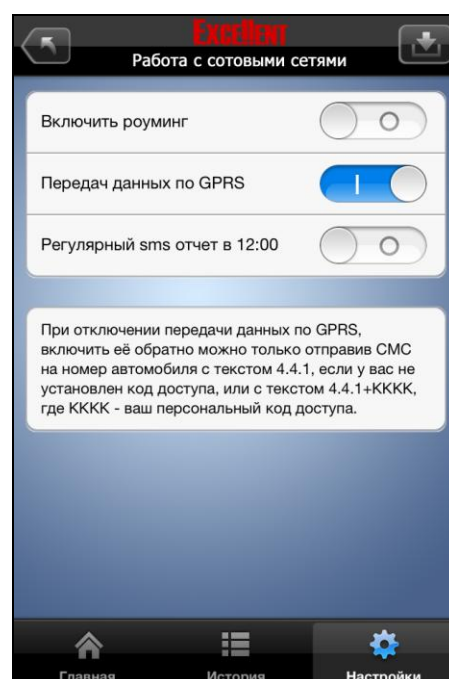 Excellent
Работа с сотовыми сетями
Включить роуминг
Передач данных по GPRS
Регулярный sms отчет в 12:00
При отключении передачи данных по GPRS,
включить её обратно можно только отправив СМС
на номер автомобиля с текстом 4.4.1, если у вас не
установлен код доступа, или с текстом 4.4.1+КККК,
где КККК - ваш персональный код доступа.
Главная История Настройки